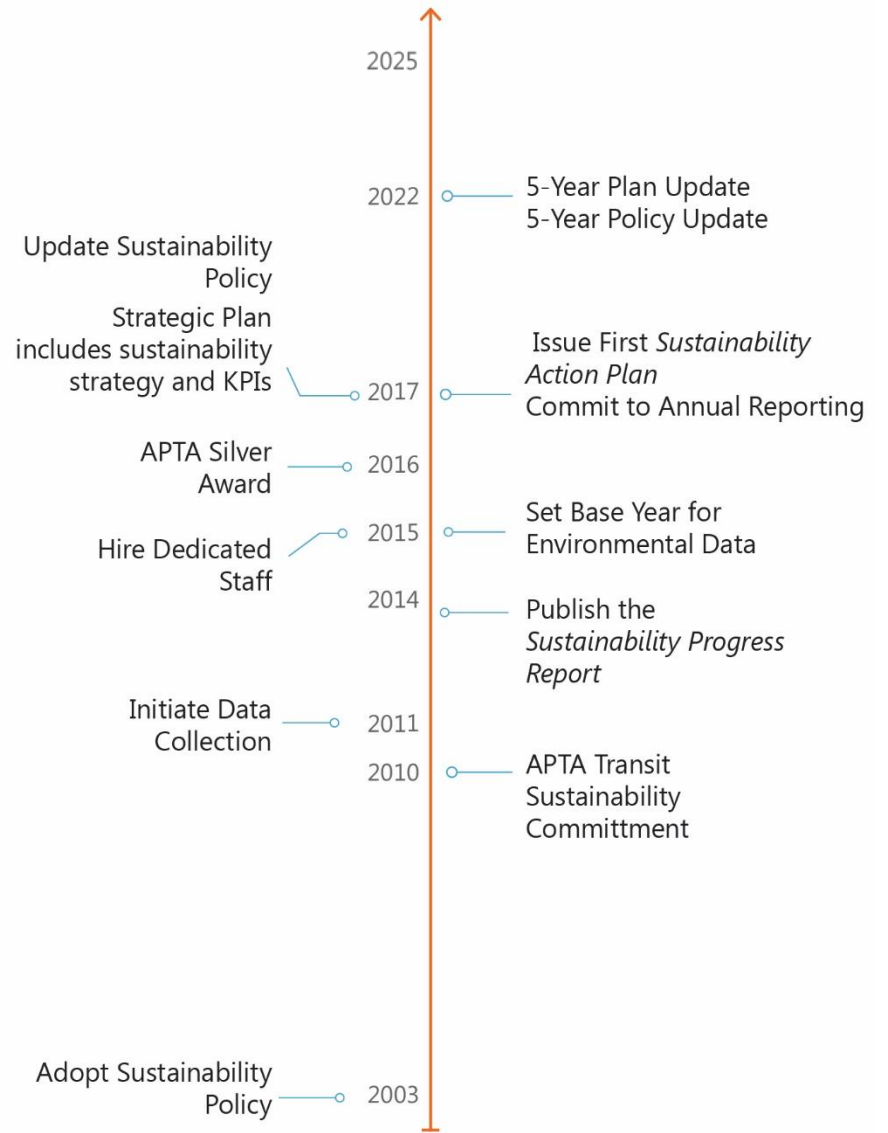 2025
2022
5-Year Plan Update
5-Year Policy Update
Update Sustainability
Policy
Strategic Plan
includes sustainability
strategy and KPIs
2017
Issue First Sustainability
Action Plan
Commit to Annual Reporting
APTA Silver
Award
2016
Hire Dedicated
Staff
2015
Set Base Year for
Environmental Data
2014
Publish the
Sustainability Progress
Report
Initiate Data
Collection
2011
2010
APTA Transit
Sustainability
Committment
Adopt Sustainability
Policy
2003